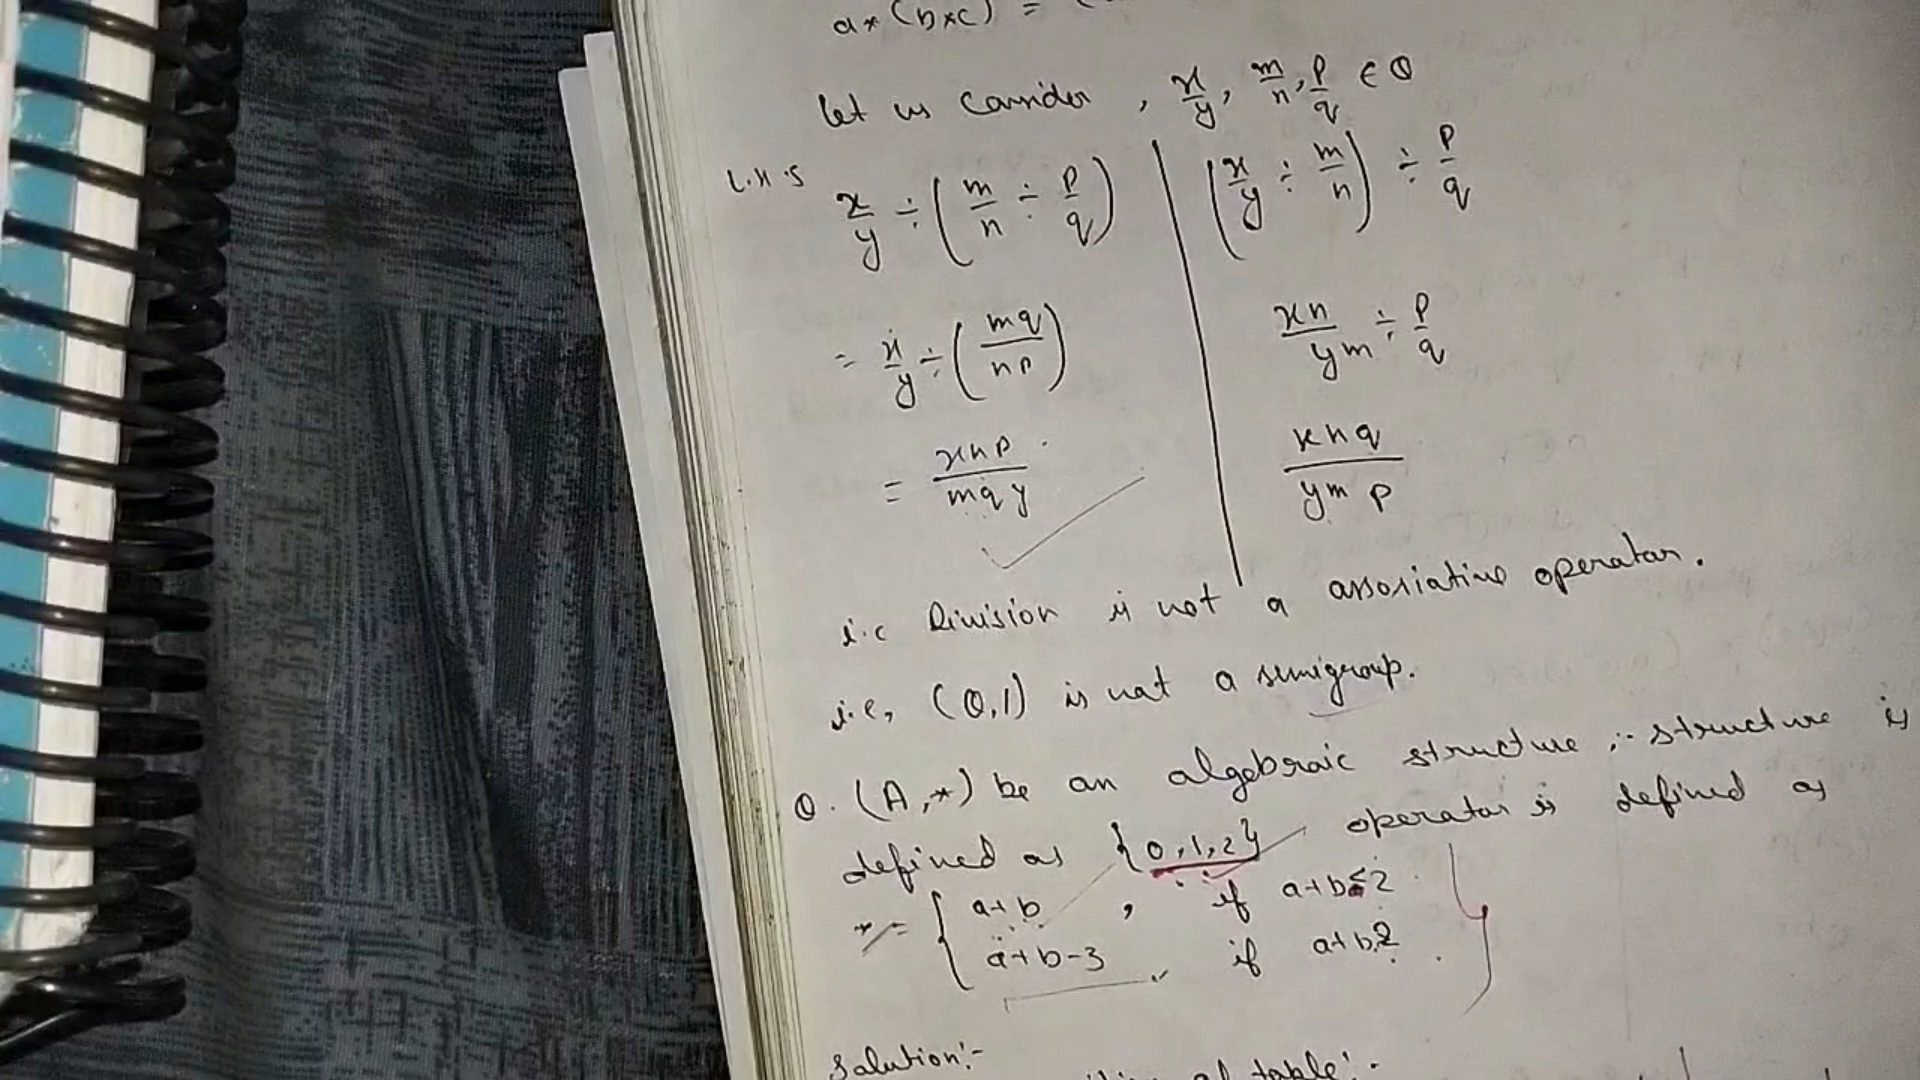 a * (b*c) = (
Let us consider , x/y, m/n, p/q ∈ Q
L.H.S x/y ÷ (m/n ÷ p/q) | (x/y ÷ m/n) ÷ p/q
= x/y ÷ (mq/np) | xn/ym ÷ p/q
= xnp/mqy | xnq/ymp
i.e Division is not a associative operator.
i.e, (Q,/) is not a semigroup.
Q. (A,*) be an algebraic structure ∴ structure is
defined as {0,1,2} operator is defined as
* = { a+b , if a+b≤2
a+b-3 if a+b>2 .
Solution:-
of table:-